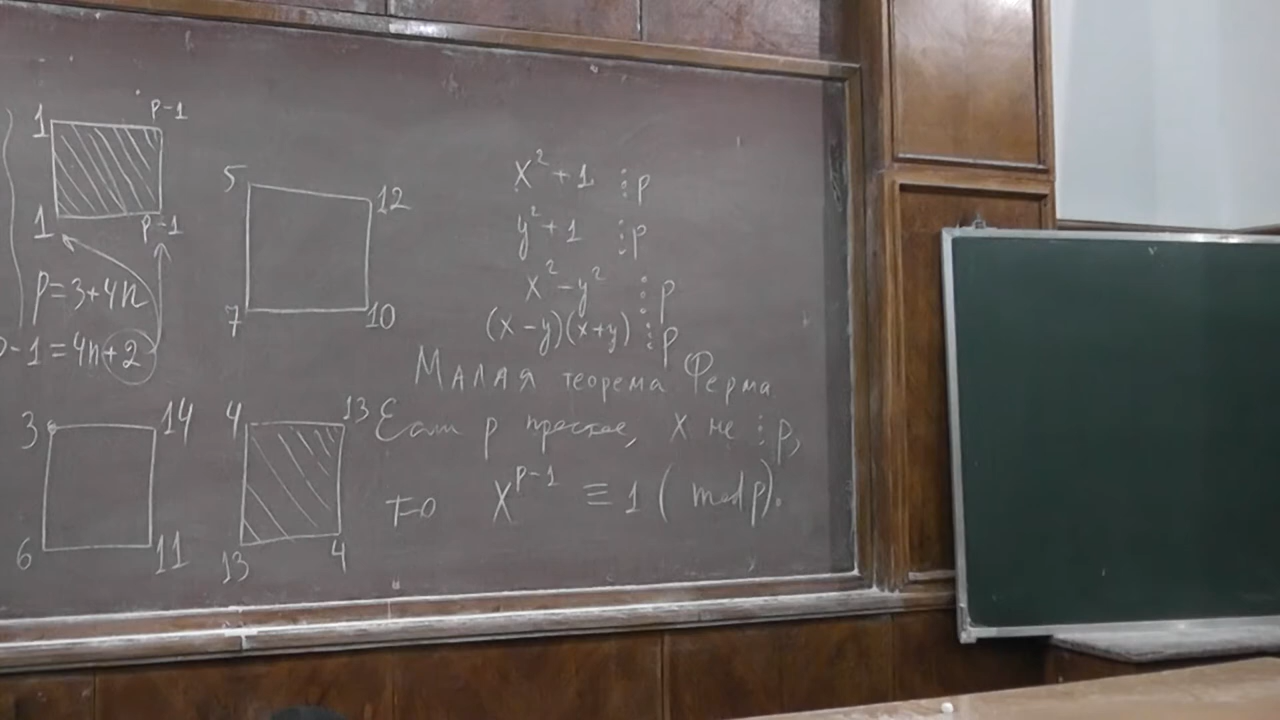 1 p-1
1 p-1
p=3+4n
p-1=4n+2
5 12
7 10
3 14
6 11
4 13
13 4
x²+1 ⋮ p
y²+1 ⋮ p
x²-y² ⋮ p
(x-y)(x+y) ⋮ p
Малая теорема Ферма
Если p простое, x не ⋮ p,
то x^{p-1} ≡ 1 (mod p).